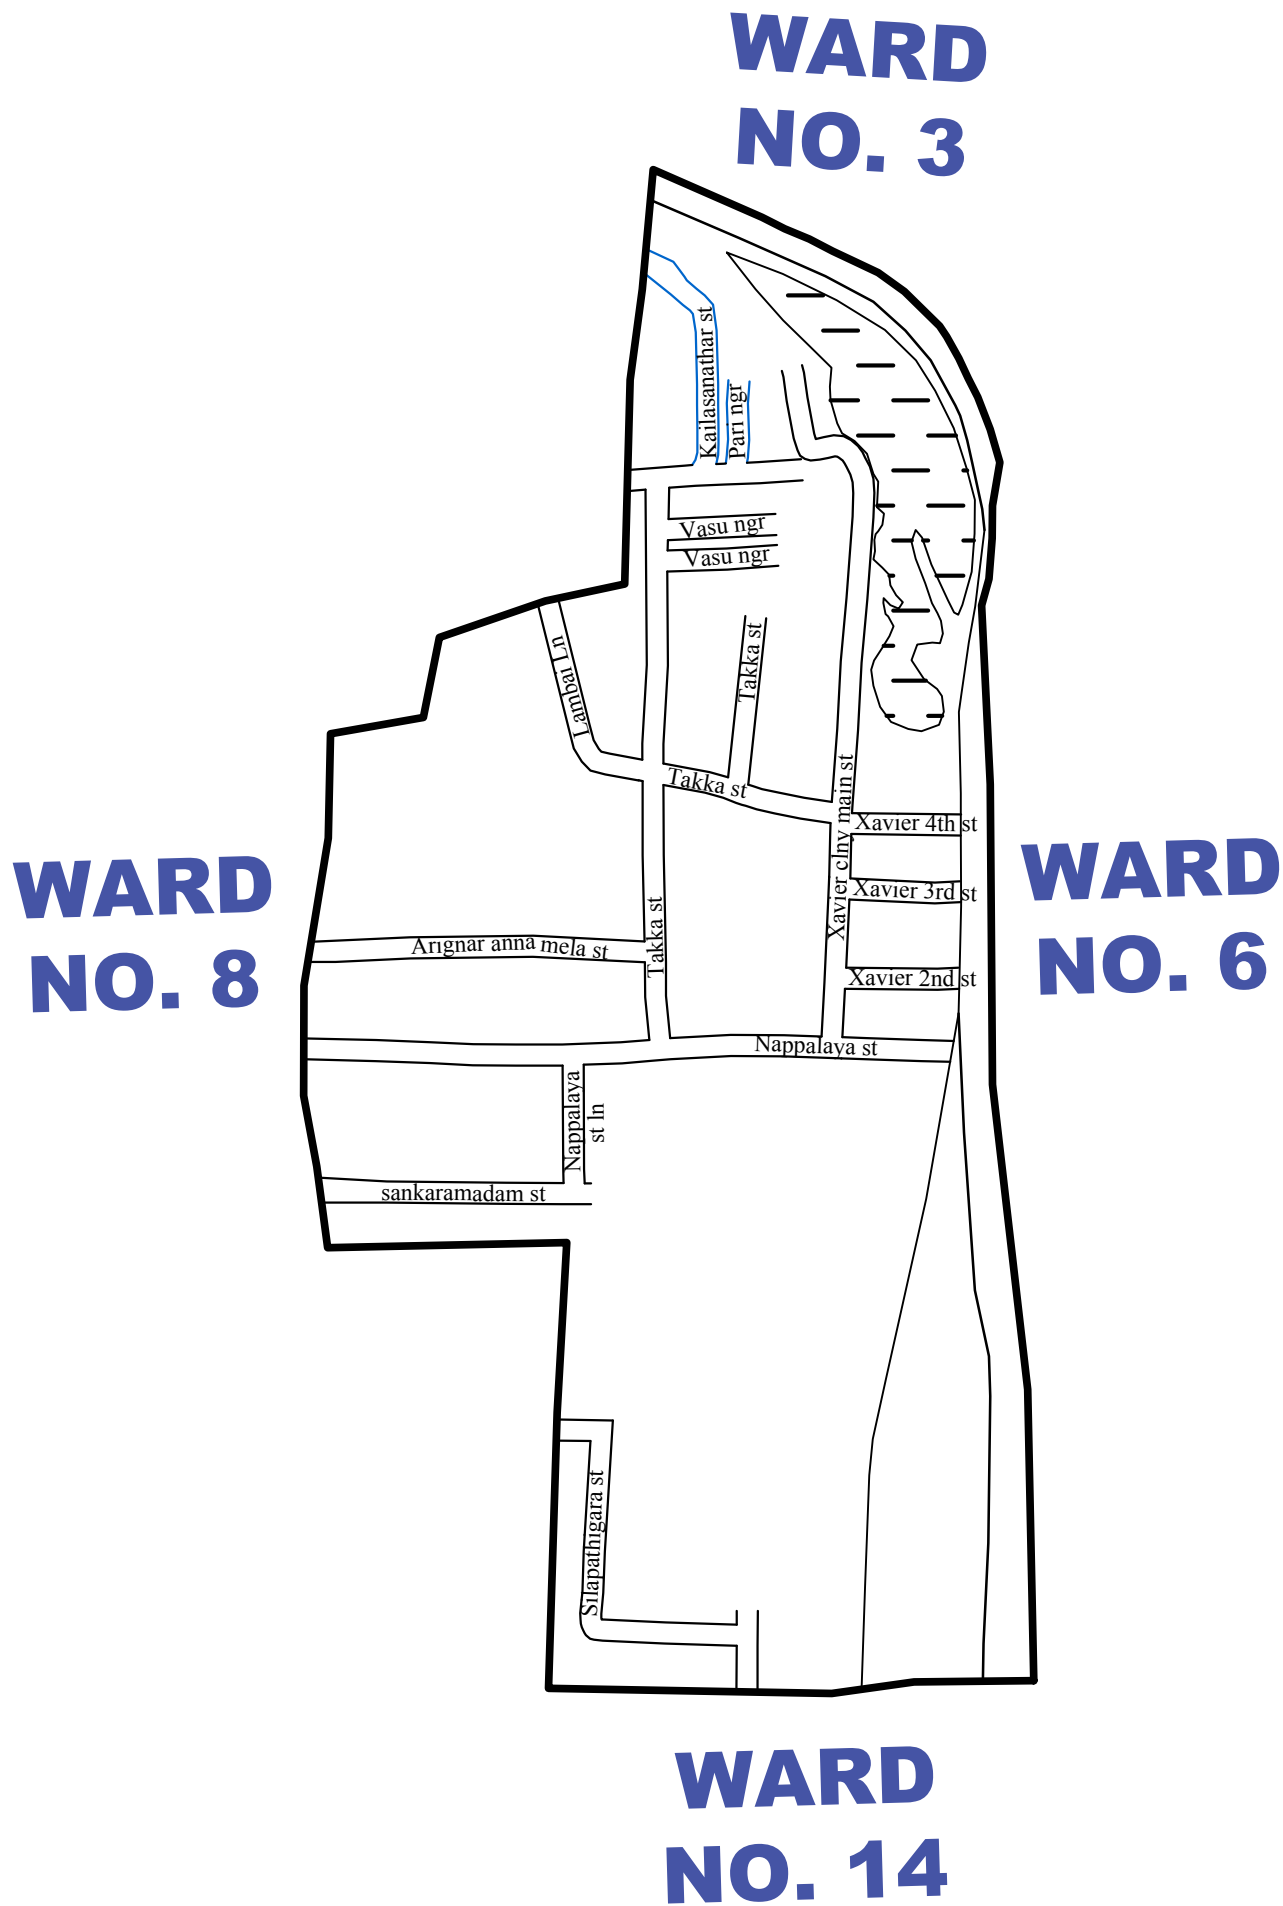 WARD
NO. 3
Kailasanathar st
Pari ngr
Vasu ngr
Vasu ngr
Lambai Ln
Takka st
Takka st
Xavier clny main st
Xavier 4th st
WARD
NO. 8
WARD
NO. 6
Xavier 3rd st
Takka st
Arignar anna mela st
Xavier 2nd st
Nappalaya st
Nappalaya
st ln
sankaramadam st
Silapathigara st
WARD
NO. 14